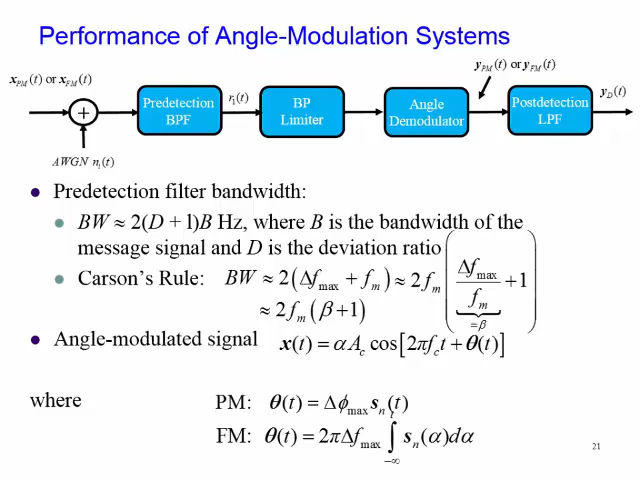 Performance of Angle-Modulation Systems
x_PM(t) or x_FM(t)
y_PM(t) or y_FM(t)
+
Predetection
BPF
r_1(t)
BP
Limiter
Angle
Demodulator
Postdetection
LPF
y_D(t)
AWGN n_i(t)
• Predetection filter bandwidth:
• BW ≈ 2(D + 1)B Hz, where B is the bandwidth of the
message signal and D is the deviation ratio
• Carson's Rule: BW ≈ 2(Δf_max + f_m) ≈ 2f_m (Δf_max / f_m + 1)
=β
≈ 2f_m(β+1)
• Angle-modulated signal x(t) = αA_c cos[2πf_c t + θ(t)]
where PM: θ(t) = Δϕ_max s_n(t)
FM: θ(t) = 2πΔf_max ∫_{−∞}^{t} s_n(α)dα
21